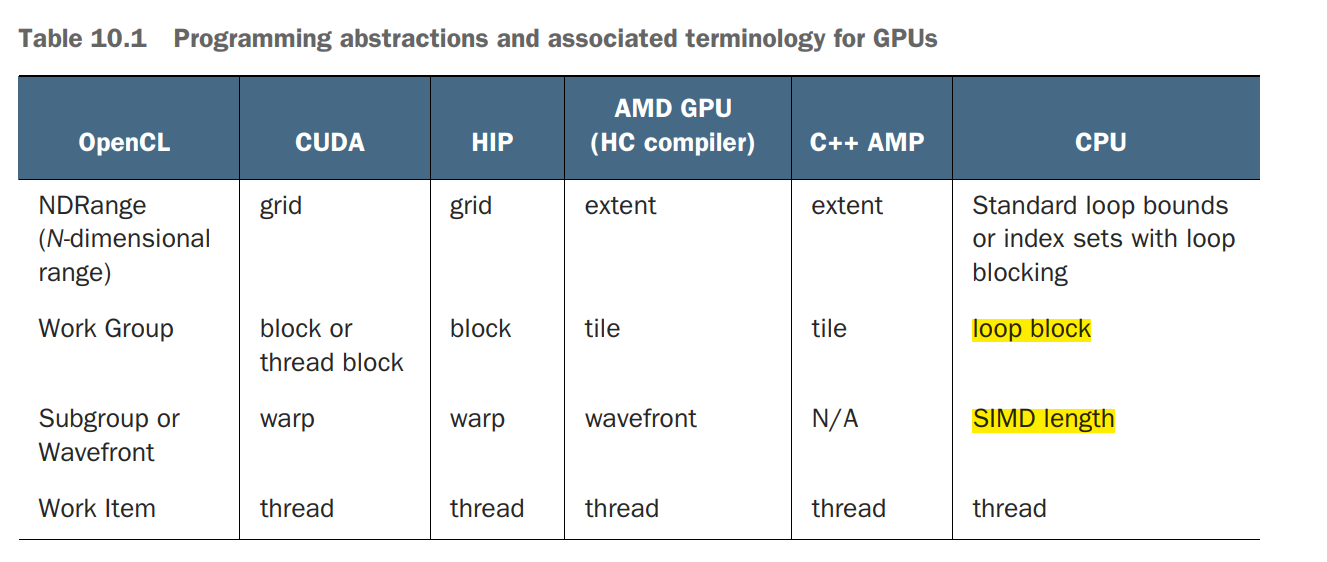 Table 10.1 Programming abstractions and associated terminology for GPUs
AMD GPU
OpenCL CUDA HIP (HC compiler) C++ AMP CPU
NDRange grid grid extent extent Standard loop bounds
(N-dimensional or index sets with loop
range) blocking
Work Group block or block tile tile loop block
thread block
Subgroup or warp warp wavefront N/A SIMD length
Wavefront
Work Item thread thread thread thread thread